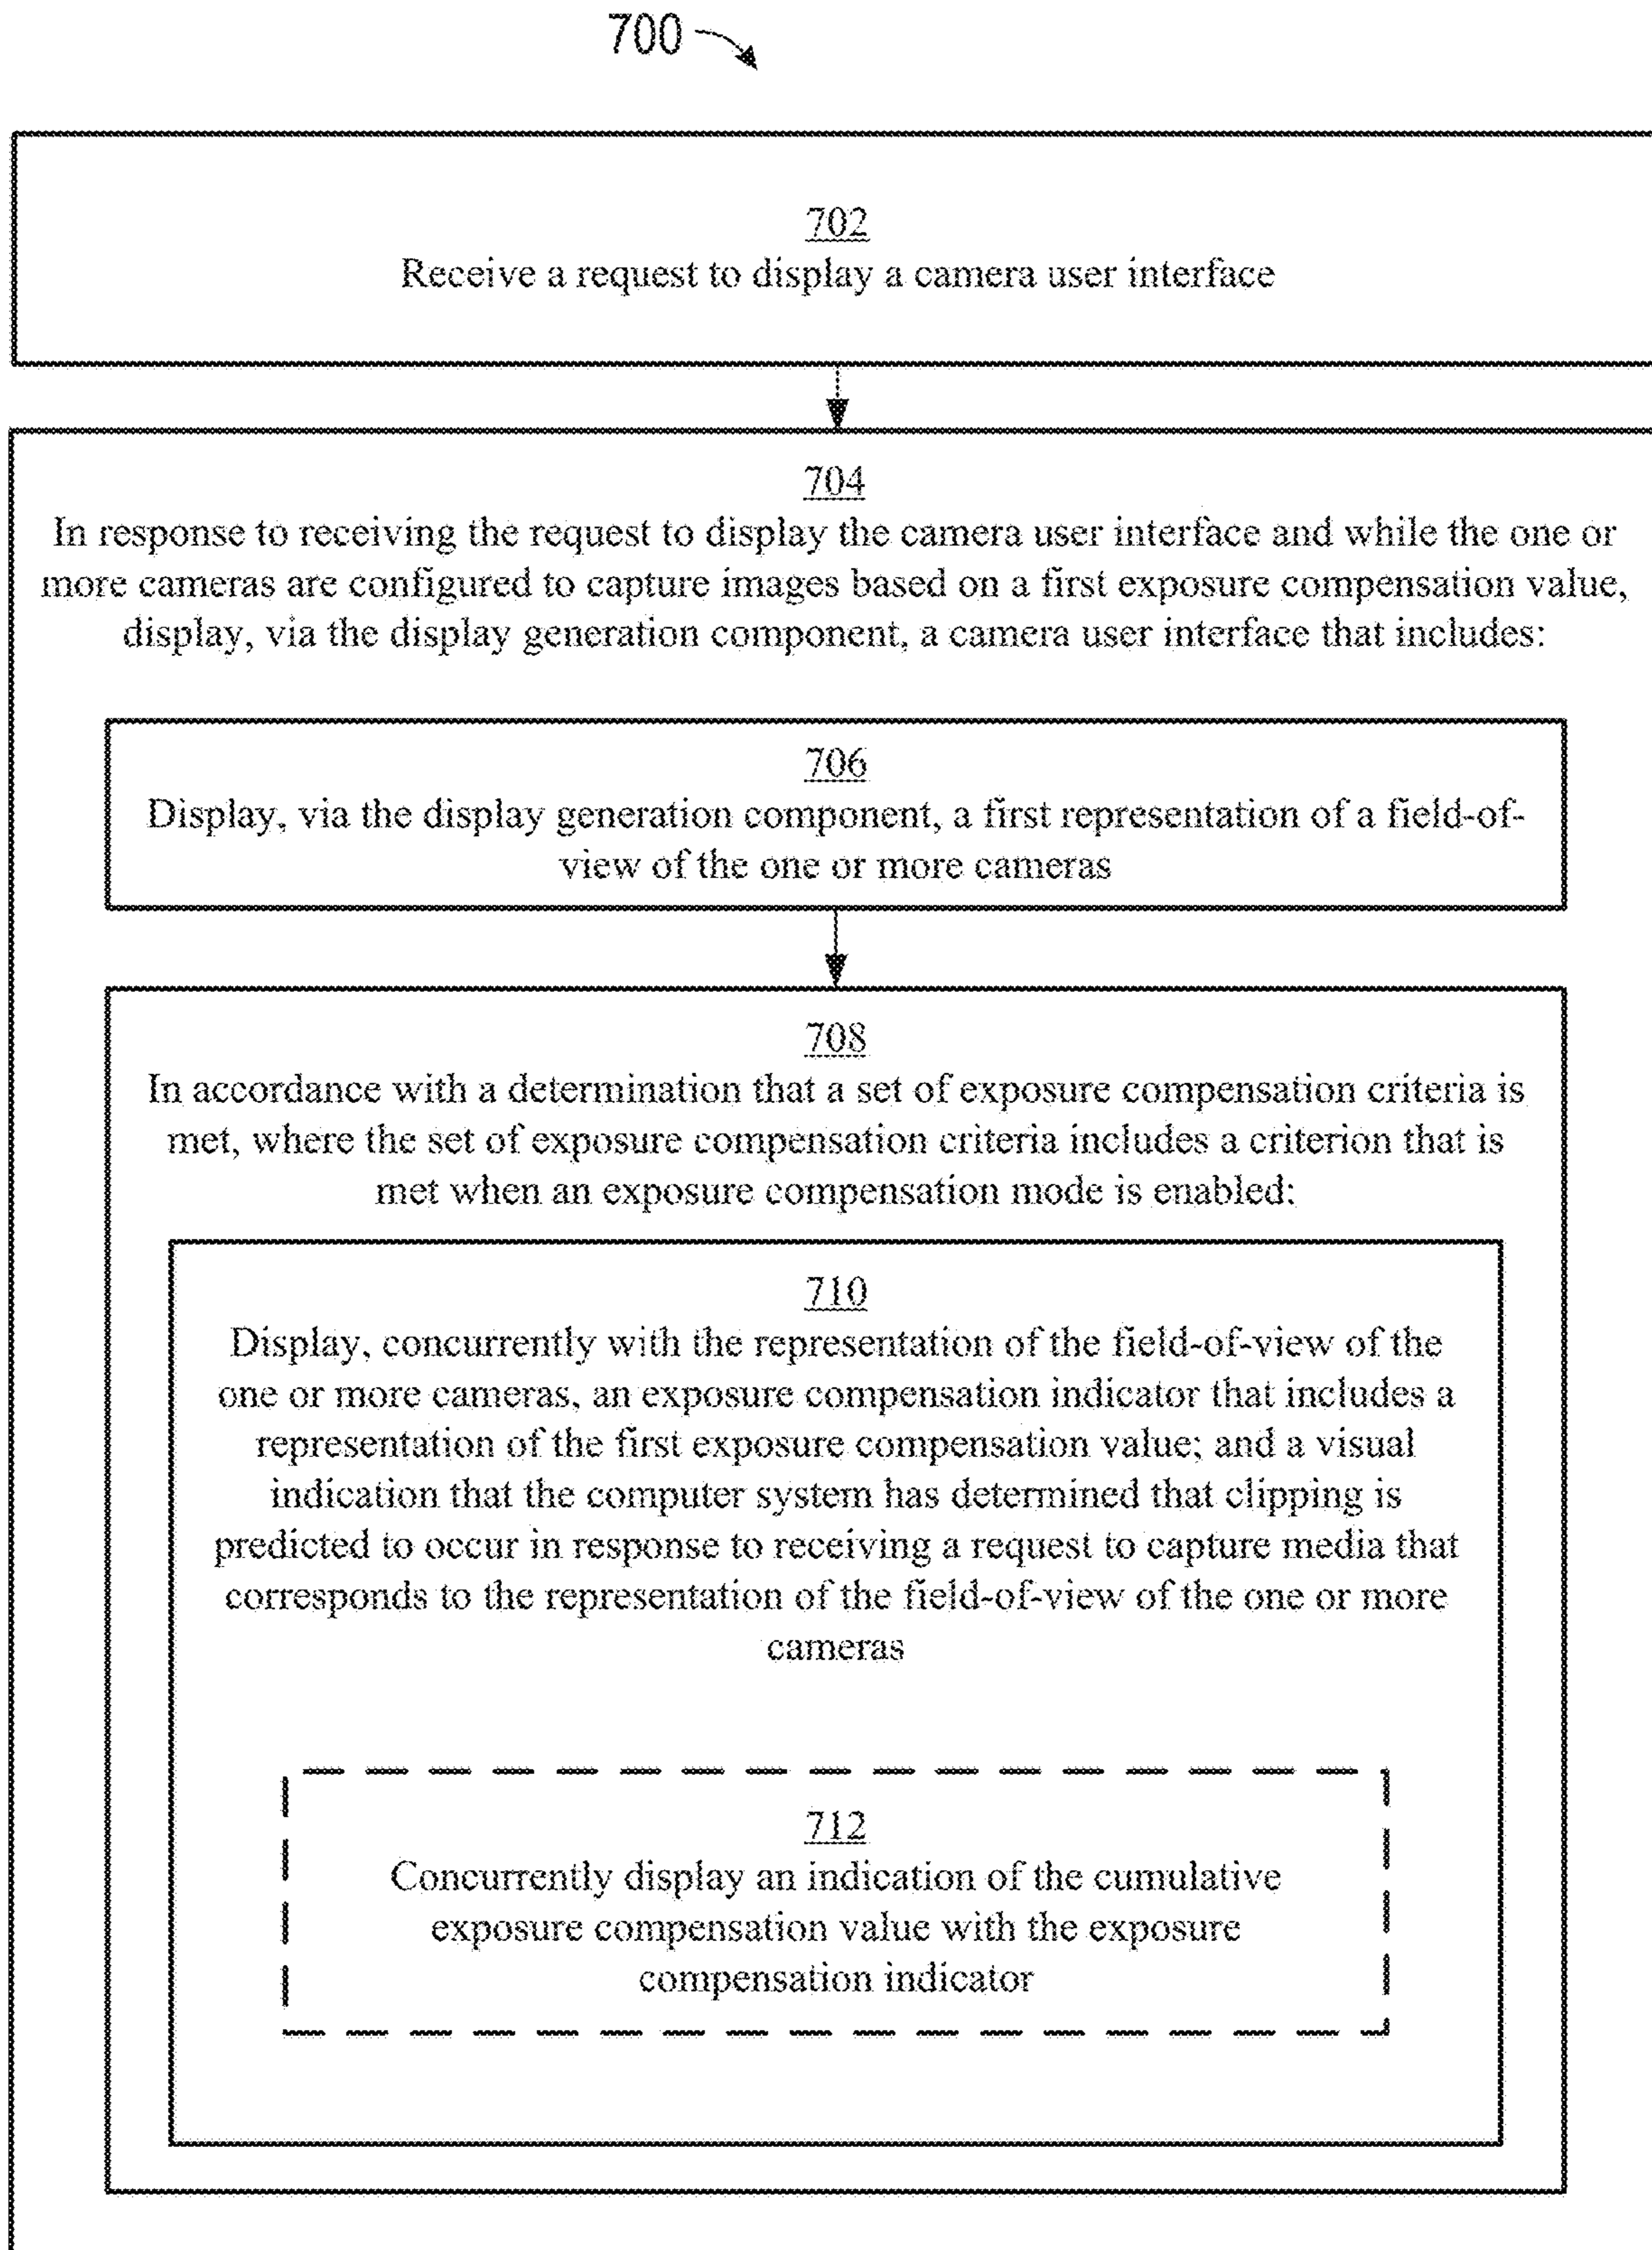 700
702
Receive a request to display a camera user interface
704
In response to receiving the request to display the camera user interface and while the one or
more cameras are configured to capture images based on a first exposure compensation value,
display, via the display generation component, a camera user interface that includes:
706
Display, via the display generation component, a first representation of a field-of-
view of the one or more cameras
708
In accordance with a determination that a set of exposure compensation criteria is
met, where the set of exposure compensation criteria includes a criterion that is
met when an exposure compensation mode is enabled:
710
Display, concurrently with the representation of the field-of-view of the
one or more cameras, an exposure compensation indicator that includes a
representation of the first exposure compensation value; and a visual
indication that the computer system has determined that clipping is
predicted to occur in response to receiving a request to capture media that
corresponds to the representation of the field-of-view of the one or more
cameras
712
Concurrently display an indication of the cumulative
exposure compensation value with the exposure
compensation indicator